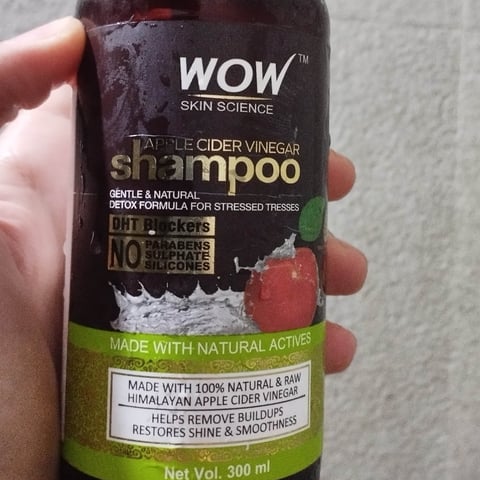 WOW™
SKIN SCIENCE
APPLE CIDER VINEGAR
shampoo
GENTLE & NATURAL
DETOX FORMULA FOR STRESSED TRESSES
DHT Blockers
NO PARABENS
SULPHATE
SILICONES
MADE WITH NATURAL ACTIVES
MADE WITH 100% NATURAL & RAW
HIMALAYAN APPLE CIDER VINEGAR
HELPS REMOVE BUILDUPS
RESTORES SHINE & SMOOTHNESS
Net Vol. 300 ml